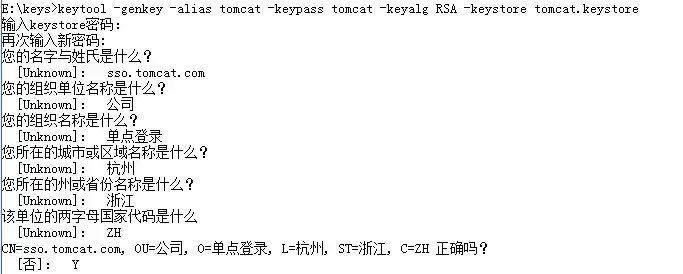 E:\keys>keytool -genkey -alias tomcat -keypass tomcat -keyalg RSA -keystore tomcat.keystore
输入keystore密码:
再次输入新密码:
您的名字与姓氏是什么？
[Unknown]:  sso.tomcat.com
您的组织单位名称是什么？
[Unknown]:  公司
您的组织名称是什么？
[Unknown]:  单点登录
您所在的城市或区域名称是什么？
[Unknown]:  杭州
您所在的州或省份名称是什么？
[Unknown]:  浙江
该单位的两字母国家代码是什么
[Unknown]:  ZH
CN=sso.tomcat.com, OU=公司, O=单点登录, L=杭州, ST=浙江, C=ZH 正确吗？
[否]:  Y